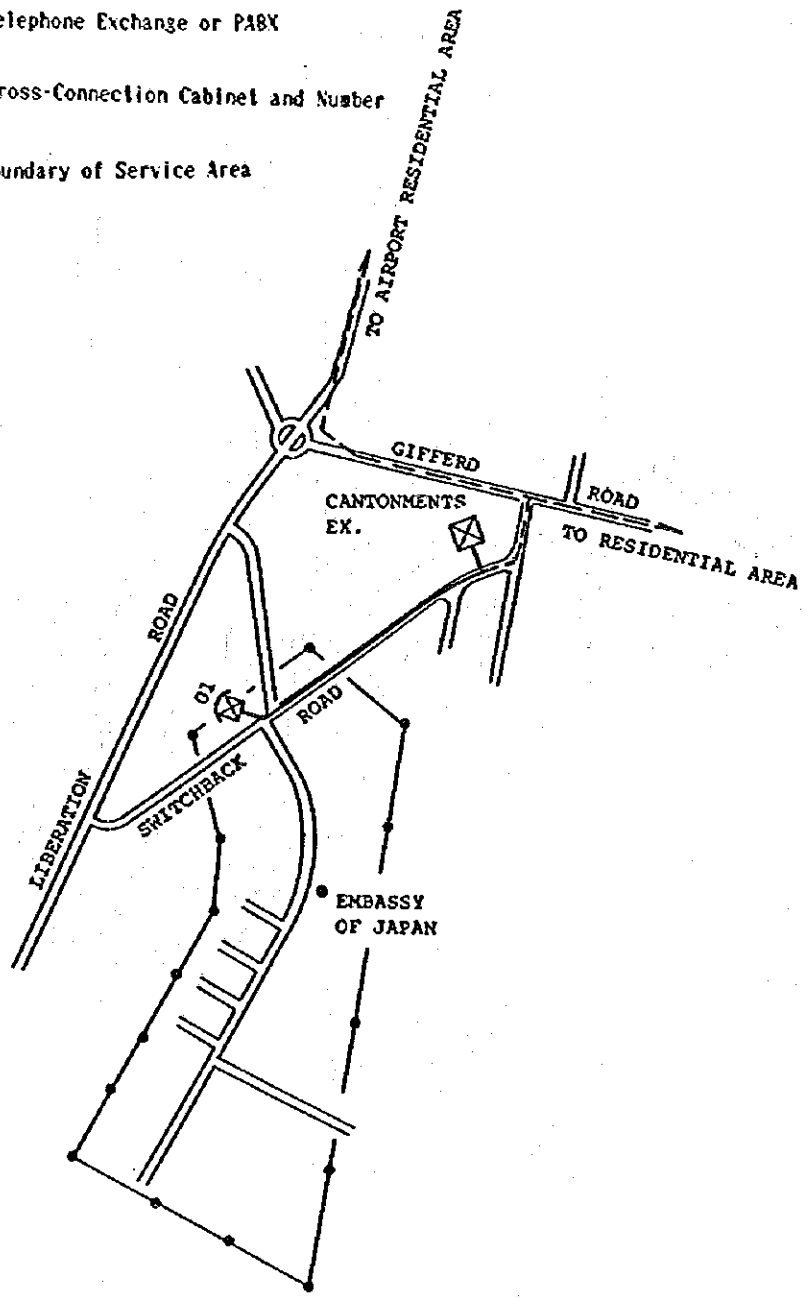 elephone Exchange or PABX
ross-Connection Cabinet and Number
oundary of Service Area
TO AIRPORT RESIDENTIAL AREA
GIFFERD
ROAD
CANTONMENTS
EX.
TO RESIDENTIAL AREA
ROAD
01
ROAD
SWITCHBACK
LIBERATION
EMBASSY
OF JAPAN